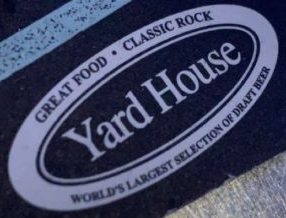 GREAT FOOD • CLASSIC ROCK
Yard House
WORLD'S LARGEST SELECTION OF DRAFT BEER